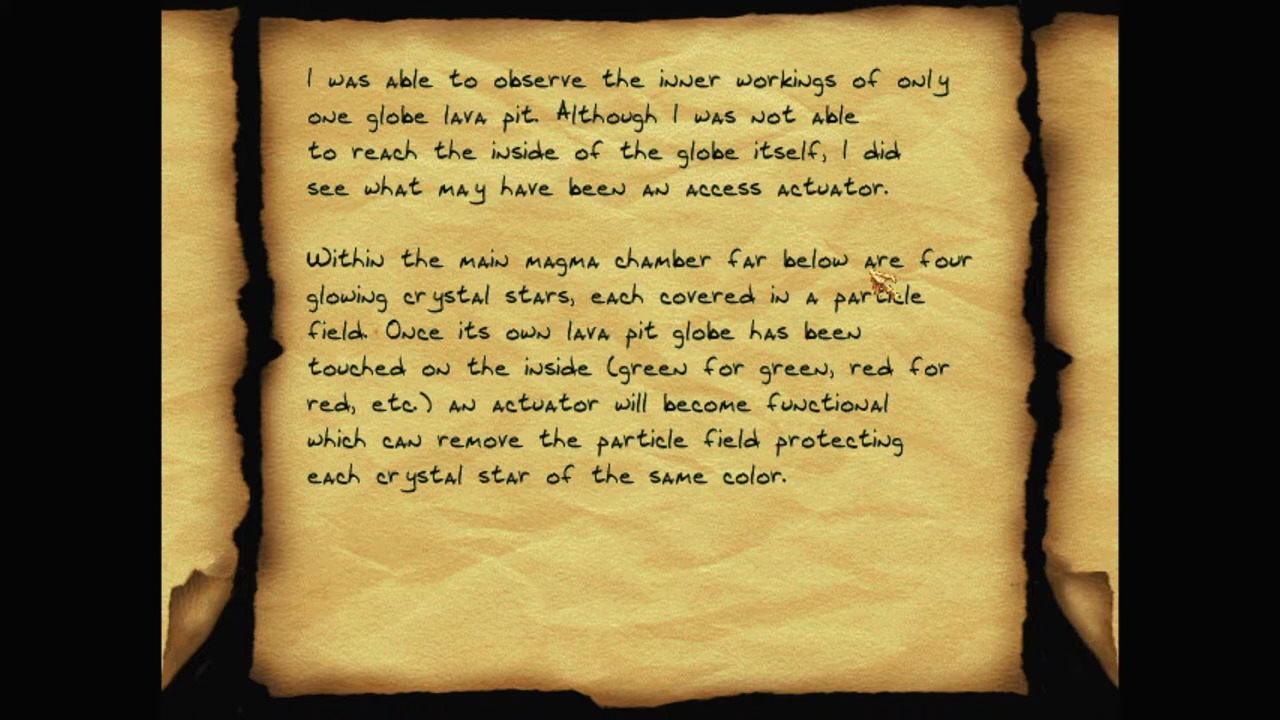 I was able to observe the inner workings of only
one globe lava pit. Although I was not able
to reach the inside of the globe itself, I did
see what may have been an access actuator.
Within the main magma chamber far below are four
glowing crystal stars, each covered in a particle
field. Once its own lava pit globe has been
touched on the inside (green for green, red for
red, etc.) an actuator will become functional
which can remove the particle field protecting
each crystal star of the same color.